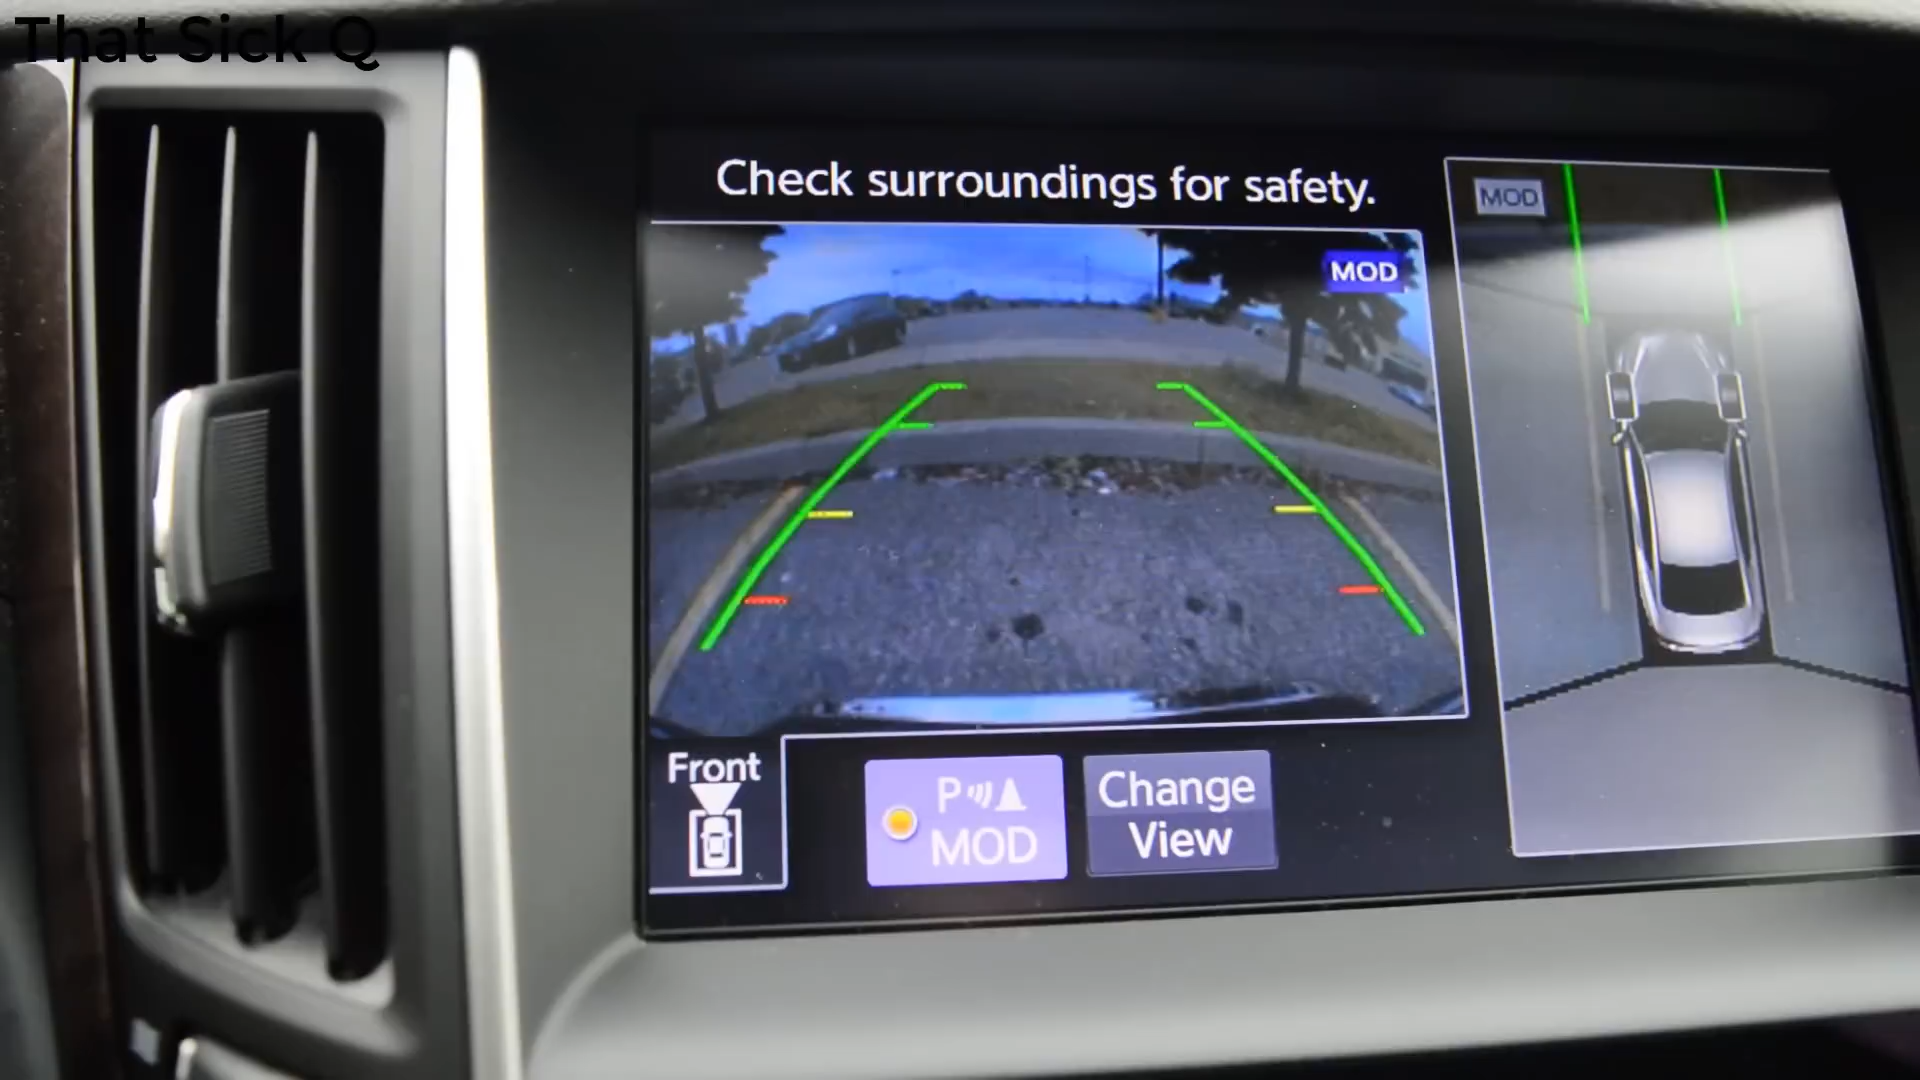 That Sick Q
Check surroundings for safety.
MOD
MOD
Front
P
MOD
Change
View